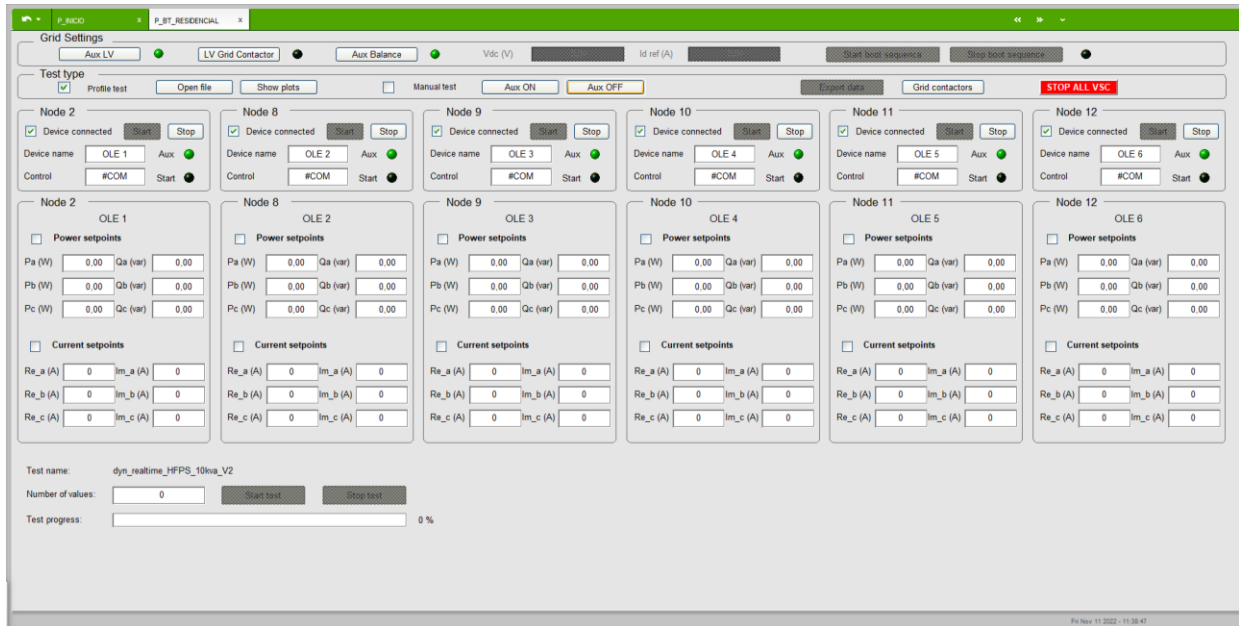 P_INICIO x P_BT_RESIDENCIAL x
Grid Settings
Aux LV LV Grid Contactor Aux Balance Vdc (V) Id ref (A) Start boot sequence Stop boot sequence
Test type
Profile test Open file Show plots Manual test Aux ON Aux OFF Export data Grid contactors STOP ALL VSC
Node 2 Node 8 Node 9 Node 10 Node 11 Node 12
Device connected Start Stop Device connected Start Stop Device connected Start Stop Device connected Start Stop Device connected Start Stop Device connected Start Stop
Device name OLE 1 Aux Device name OLE 2 Aux Device name OLE 3 Aux Device name OLE 4 Aux Device name OLE 5 Aux Device name OLE 6 Aux
Control #COM Start Control #COM Start Control #COM Start Control #COM Start Control #COM Start Control #COM Start
Node 2 Node 8 Node 9 Node 10 Node 11 Node 12
OLE 1 OLE 2 OLE 3 OLE 4 OLE 5 OLE 6
Power setpoints Power setpoints Power setpoints Power setpoints Power setpoints Power setpoints
Pa (W) 0,00 Qa (var) 0,00 Pa (W) 0,00 Qa (var) 0,00 Pa (W) 0,00 Qa (var) 0,00 Pa (W) 0,00 Qa (var) 0,00 Pa (W) 0,00 Qa (var) 0,00 Pa (W) 0,00 Qa (var) 0,00
Pb (W) 0,00 Qb (var) 0,00 Pb (W) 0,00 Qb (var) 0,00 Pb (W) 0,00 Qb (var) 0,00 Pb (W) 0,00 Qb (var) 0,00 Pb (W) 0,00 Qb (var) 0,00 Pb (W) 0,00 Qb (var) 0,00
Pc (W) 0,00 Qc (var) 0,00 Pc (W) 0,00 Qc (var) 0,00 Pc (W) 0,00 Qc (var) 0,00 Pc (W) 0,00 Qc (var) 0,00 Pc (W) 0,00 Qc (var) 0,00 Pc (W) 0,00 Qc (var) 0,00
Current setpoints Current setpoints Current setpoints Current setpoints Current setpoints Current setpoints
Re_a (A) 0 Im_a (A) 0 Re_a (A) 0 Im_a (A) 0 Re_a (A) 0 Im_a (A) 0 Re_a (A) 0 Im_a (A) 0 Re_a (A) 0 Im_a (A) 0 Re_a (A) 0 Im_a (A) 0
Re_b (A) 0 Im_b (A) 0 Re_b (A) 0 Im_b (A) 0 Re_b (A) 0 Im_b (A) 0 Re_b (A) 0 Im_b (A) 0 Re_b (A) 0 Im_b (A) 0 Re_b (A) 0 Im_b (A) 0
Re_c (A) 0 Im_c (A) 0 Re_c (A) 0 Im_c (A) 0 Re_c (A) 0 Im_c (A) 0 Re_c (A) 0 Im_c (A) 0 Re_c (A) 0 Im_c (A) 0 Re_c (A) 0 Im_c (A) 0
Test name: dyn_realtime_HFPS_10kva_V2
Number of values: 0 Start test Stop test
Test progress: 0 %
Fri Nov 11 2022 - 11:38:47